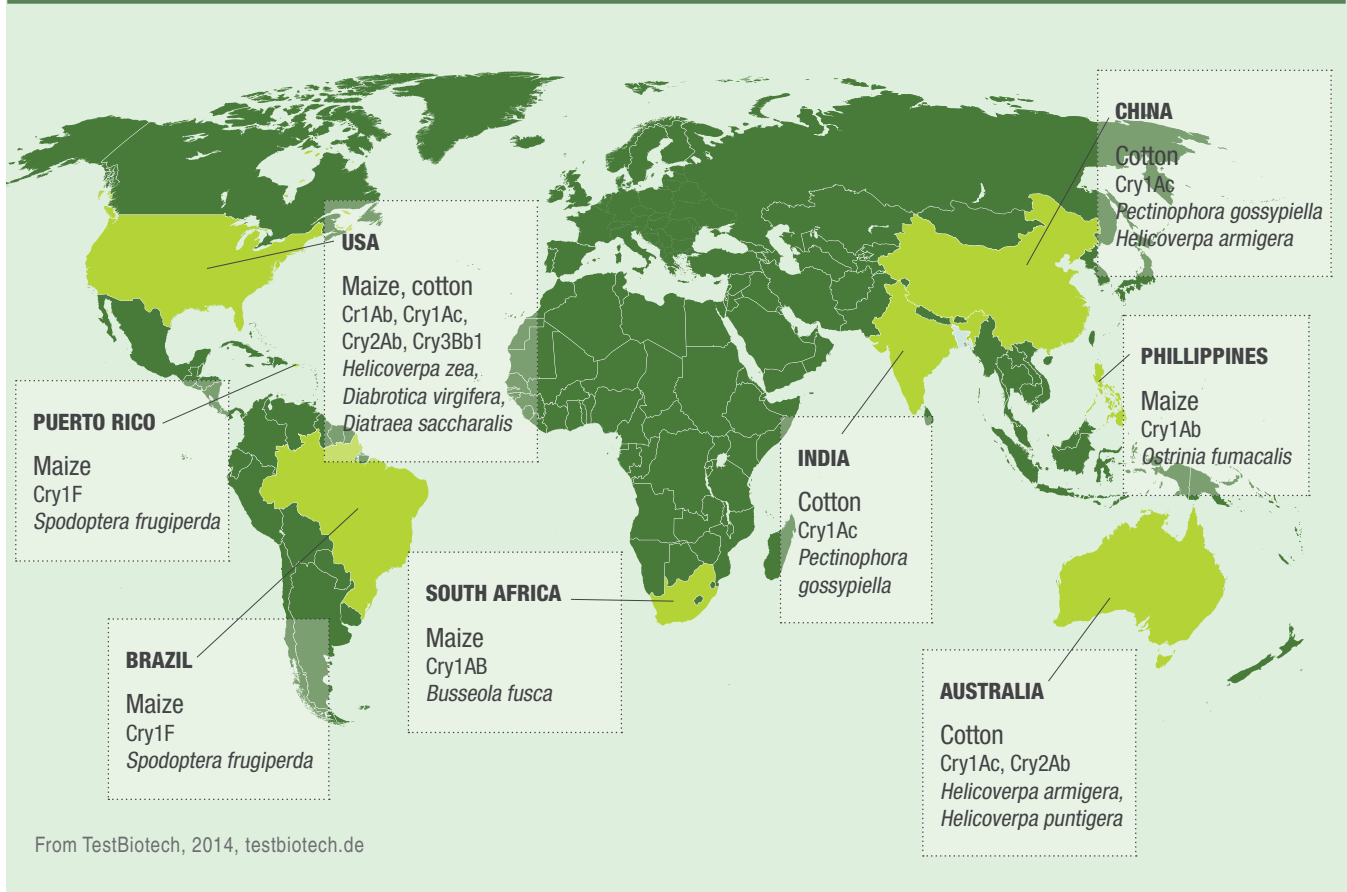 USA
Maize, cotton
Cr1Ab, Cry1Ac,
Cry2Ab, Cry3Bb1
Helicoverpa zea,
Diabrotica virgifera,
Diatraea saccharalis
CHINA
Cotton
Cry1Ac
Pectinophora gossypiella
Helicoverpa armigera
PHILLIPPINES
Maize
Cry1Ab
Ostrinia fumacalis
PUERTO RICO
Maize
Cry1F
Spodoptera frugiperda
INDIA
Cotton
Cry1Ac
Pectinophora
gossypiella
SOUTH AFRICA
Maize
Cry1AB
Busseola fusca
BRAZIL
Maize
Cry1F
Spodoptera frugiperda
AUSTRALIA
Cotton
Cry1Ac, Cry2Ab
Helicoverpa armigera,
Helicoverpa puntigera
From TestBiotech, 2014, testbiotech.de